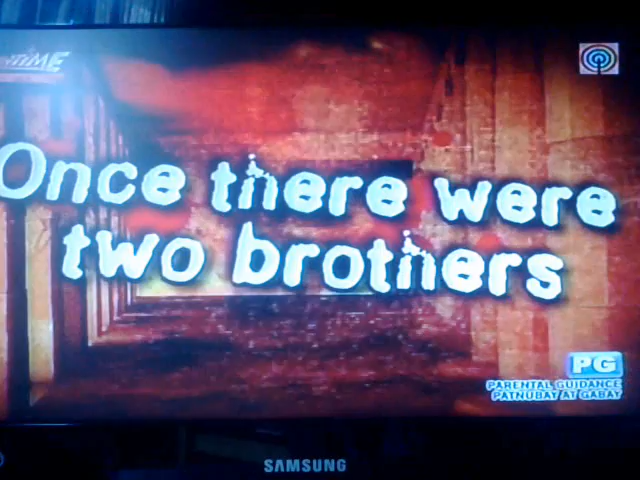 Once there were
two brothers
PG
PARENTAL GUIDANCE
PATNUBAY AT GABAY
SAMSUNG